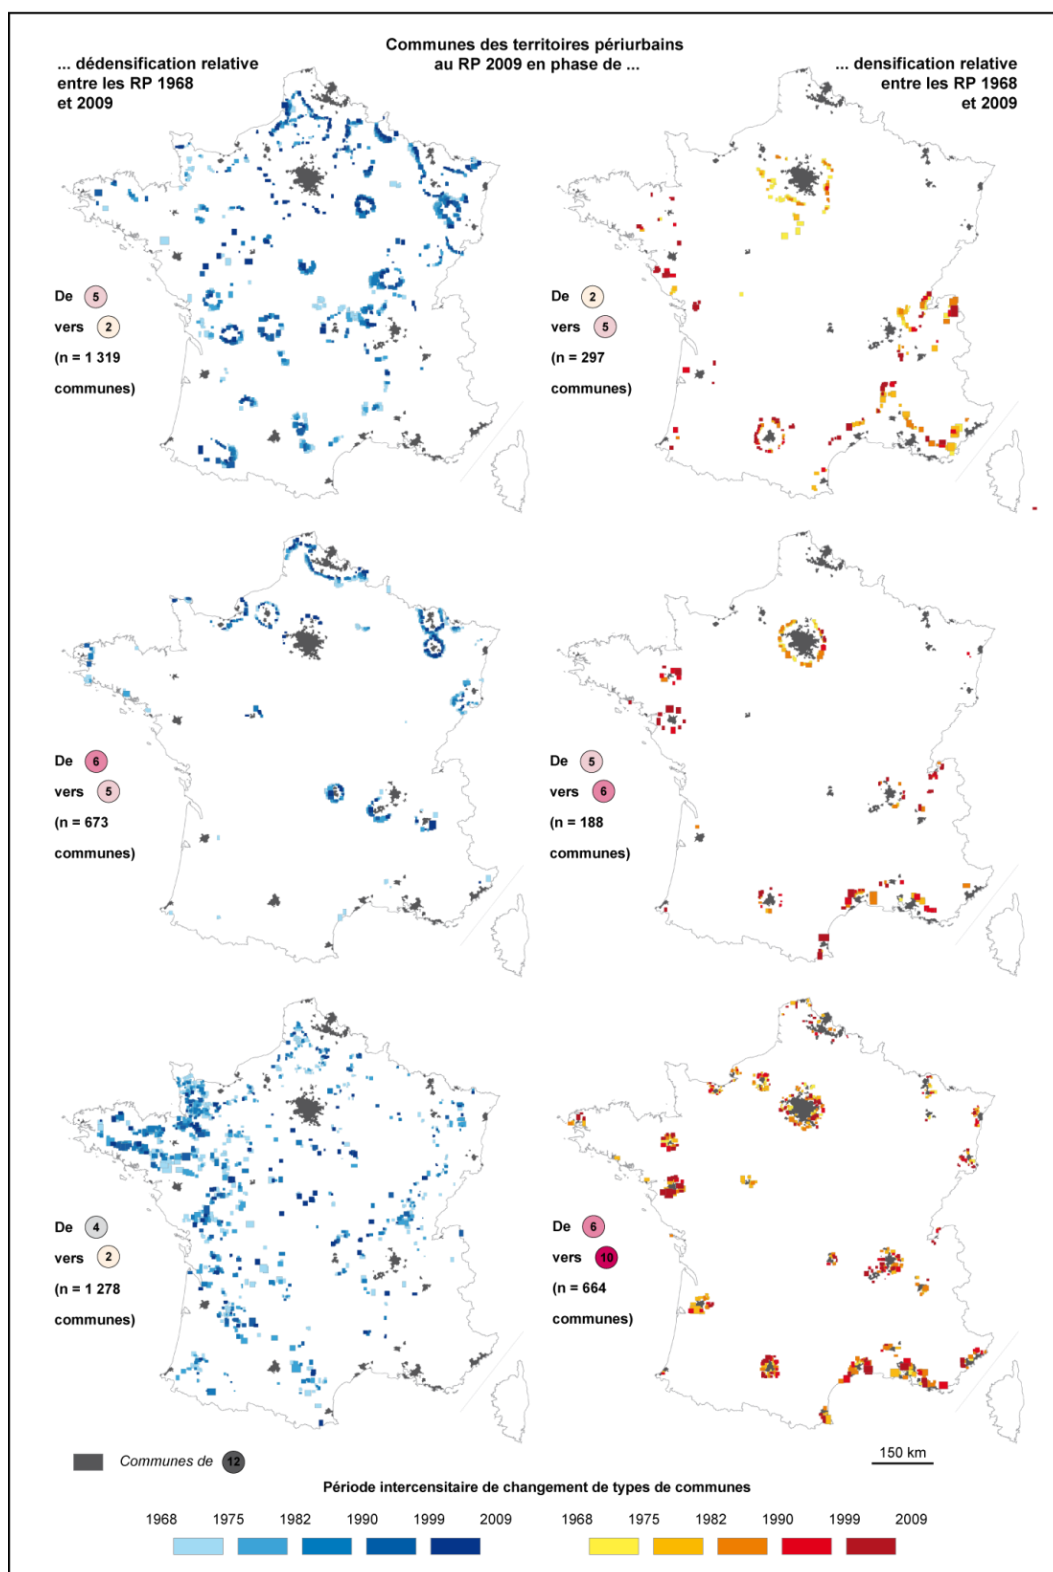 Communes des territoires périurbains
au RP 2009 en phase de ...
... dédensification relative
entre les RP 1968
et 2009
... densification relative
entre les RP 1968
et 2009
De 5
vers 2
(n = 1 319
communes)
De 2
vers 5
(n = 297
communes)
De 6
vers 5
(n = 673
communes)
De 5
vers 6
(n = 188
communes)
De 4
vers 2
(n = 1 278
communes)
De 6
vers 10
(n = 664
communes)
Communes de 12
150 km
Période intercensitaire de changement de types de communes
1968 1975 1982 1990 1999 2009
1968 1975 1982 1990 1999 2009